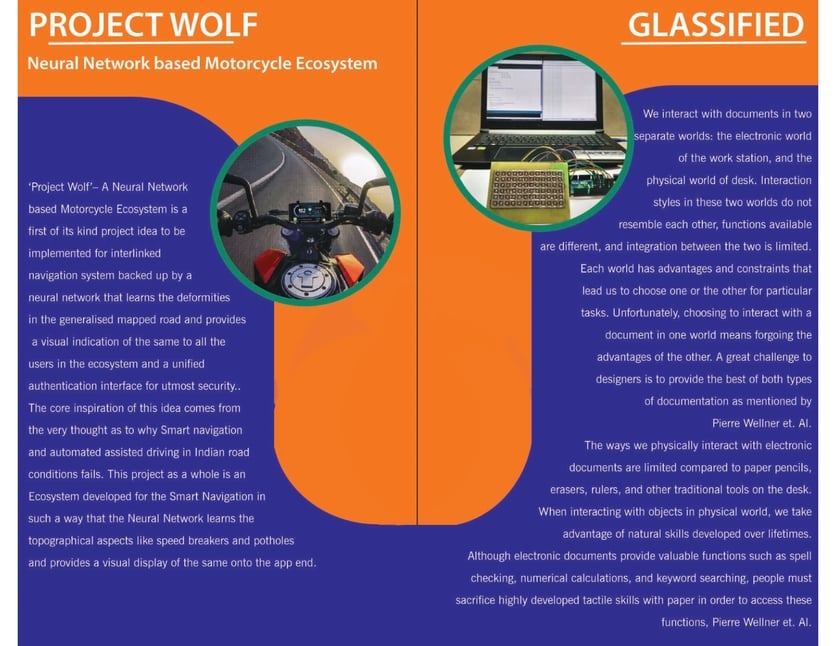 PROJECT WOLF
Neural Network based Motorcycle Ecosystem
'Project Wolf'– A Neural Network
based Motorcycle Ecosystem is a
first of its kind project idea to be
implemented for interlinked
navigation system backed up by a
neural network that learns the deformities
in the generalised mapped road and provides
a visual indication of the same to all the
users in the ecosystem and a unified
authentication interface for utmost security..
The core inspiration of this idea comes from
the very thought as to why Smart navigation
and automated assisted driving in Indian road
conditions fails. This project as a whole is an
Ecosystem developed for the Smart Navigation in
such a way that the Neural Network learns the
topographical aspects like speed breakers and potholes
and provides a visual display of the same onto the app end.
GLASSIFIED
We interact with documents in two
separate worlds: the electronic world
of the work station, and the
physical world of desk. Interaction
styles in these two worlds do not
resemble each other, functions available
are different, and integration between the two is limited.
Each world has advantages and constraints that
lead us to choose one or the other for particular
tasks. Unfortunately, choosing to interact with a
document in one world means forgoing the
advantages of the other. A great challenge to
designers is to provide the best of both types
of documentation as mentioned by
Pierre Wellner et. Al.
The ways we physically interact with electronic
documents are limited compared to paper pencils,
erasers, rulers, and other traditional tools on the desk.
When interacting with objects in physical world, we take
advantage of natural skills developed over lifetimes.
Although electronic documents provide valuable functions such as spell
checking, numerical calculations, and keyword searching, people must
sacrifice highly developed tactile skills with paper in order to access these
functions, Pierre Wellner et. Al.